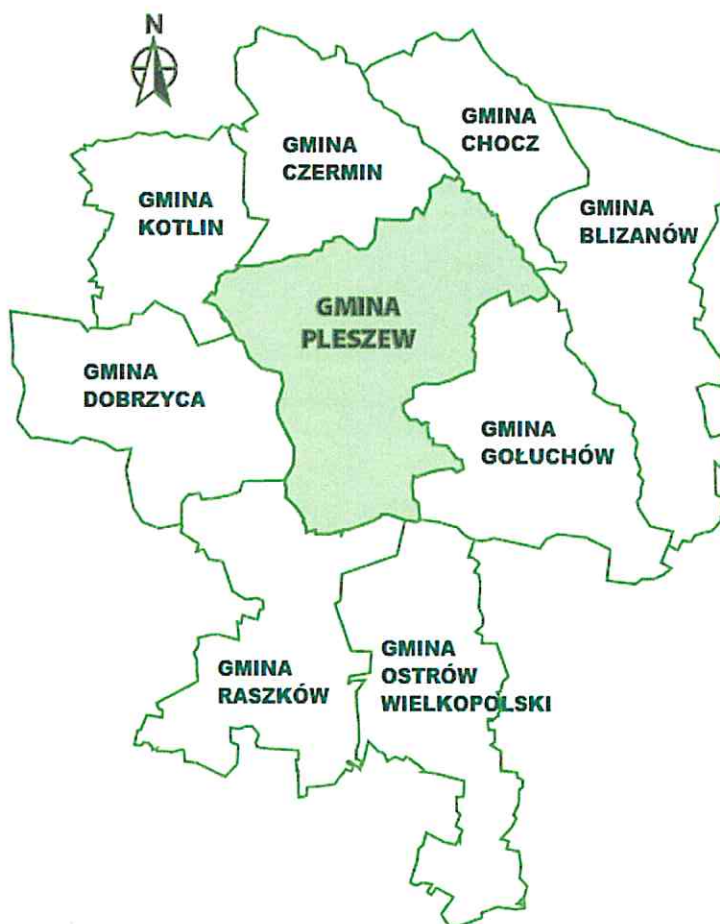 N
GMINA
CHOCZ
GMINA
CZERMIN
GMINA
KOTLIN
GMINA
BLIZANÓW
GMINA
PLESZEW
GMINA
DOBRZYCA
GMINA
GOŁUCHÓW
GMINA
RASZKÓW
GMINA
OSTRÓW
WIELKOPOLSKI